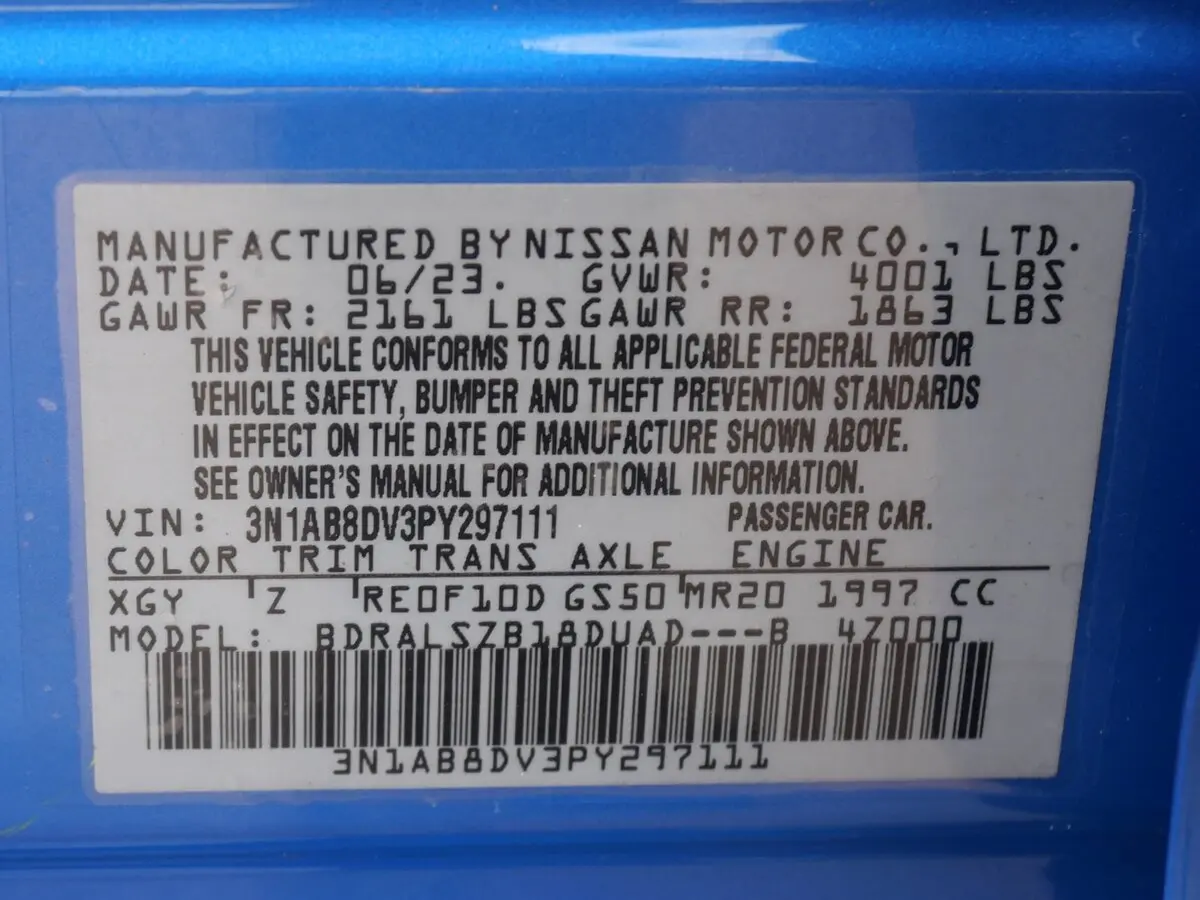 MANUFACTURED BY NISSAN MOTOR CO., LTD.
DATE: 06/23. GVWR: 4001 LBS
GAWR FR: 2161 LBS GAWR RR: 1863 LBS
THIS VEHICLE CONFORMS TO ALL APPLICABLE FEDERAL MOTOR
VEHICLE SAFETY, BUMPER AND THEFT PREVENTION STANDARDS
IN EFFECT ON THE DATE OF MANUFACTURE SHOWN ABOVE.
SEE OWNER'S MANUAL FOR ADDITIONAL INFORMATION.
VIN: 3N1AB8DV3PY297111 PASSENGER CAR.
COLOR TRIM TRANS AXLE ENGINE
XGY Z RE0F10D GS50 MR20 1997 CC
MODEL: BDRALSZB18DUAD---B 4Z000
3N1AB8DV3PY297111